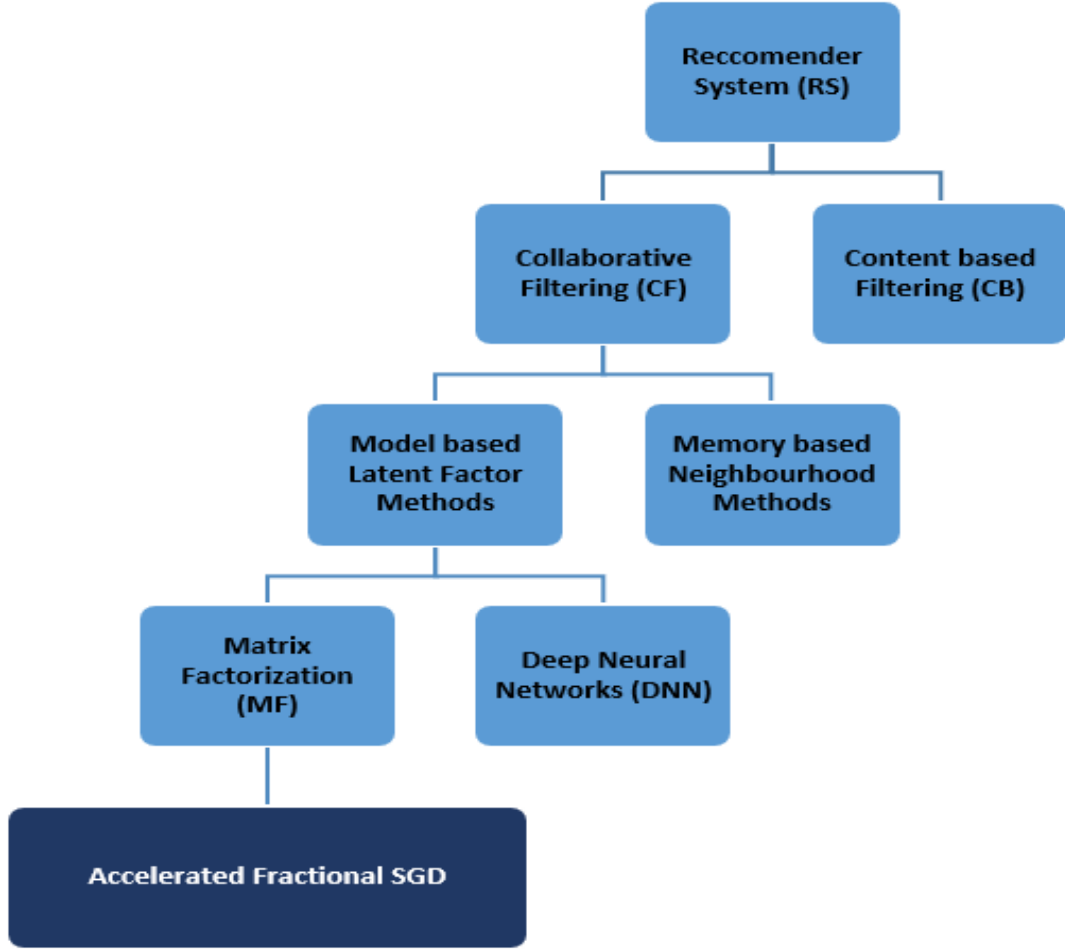 Reccomender
System (RS)
Collaborative
Filtering (CF)
Content based
Filtering (CB)
Model based
Latent Factor
Methods
Memory based
Neighbourhood
Methods
Matrix
Factorization
(MF)
Deep Neural
Networks (DNN)
Accelerated Fractional SGD